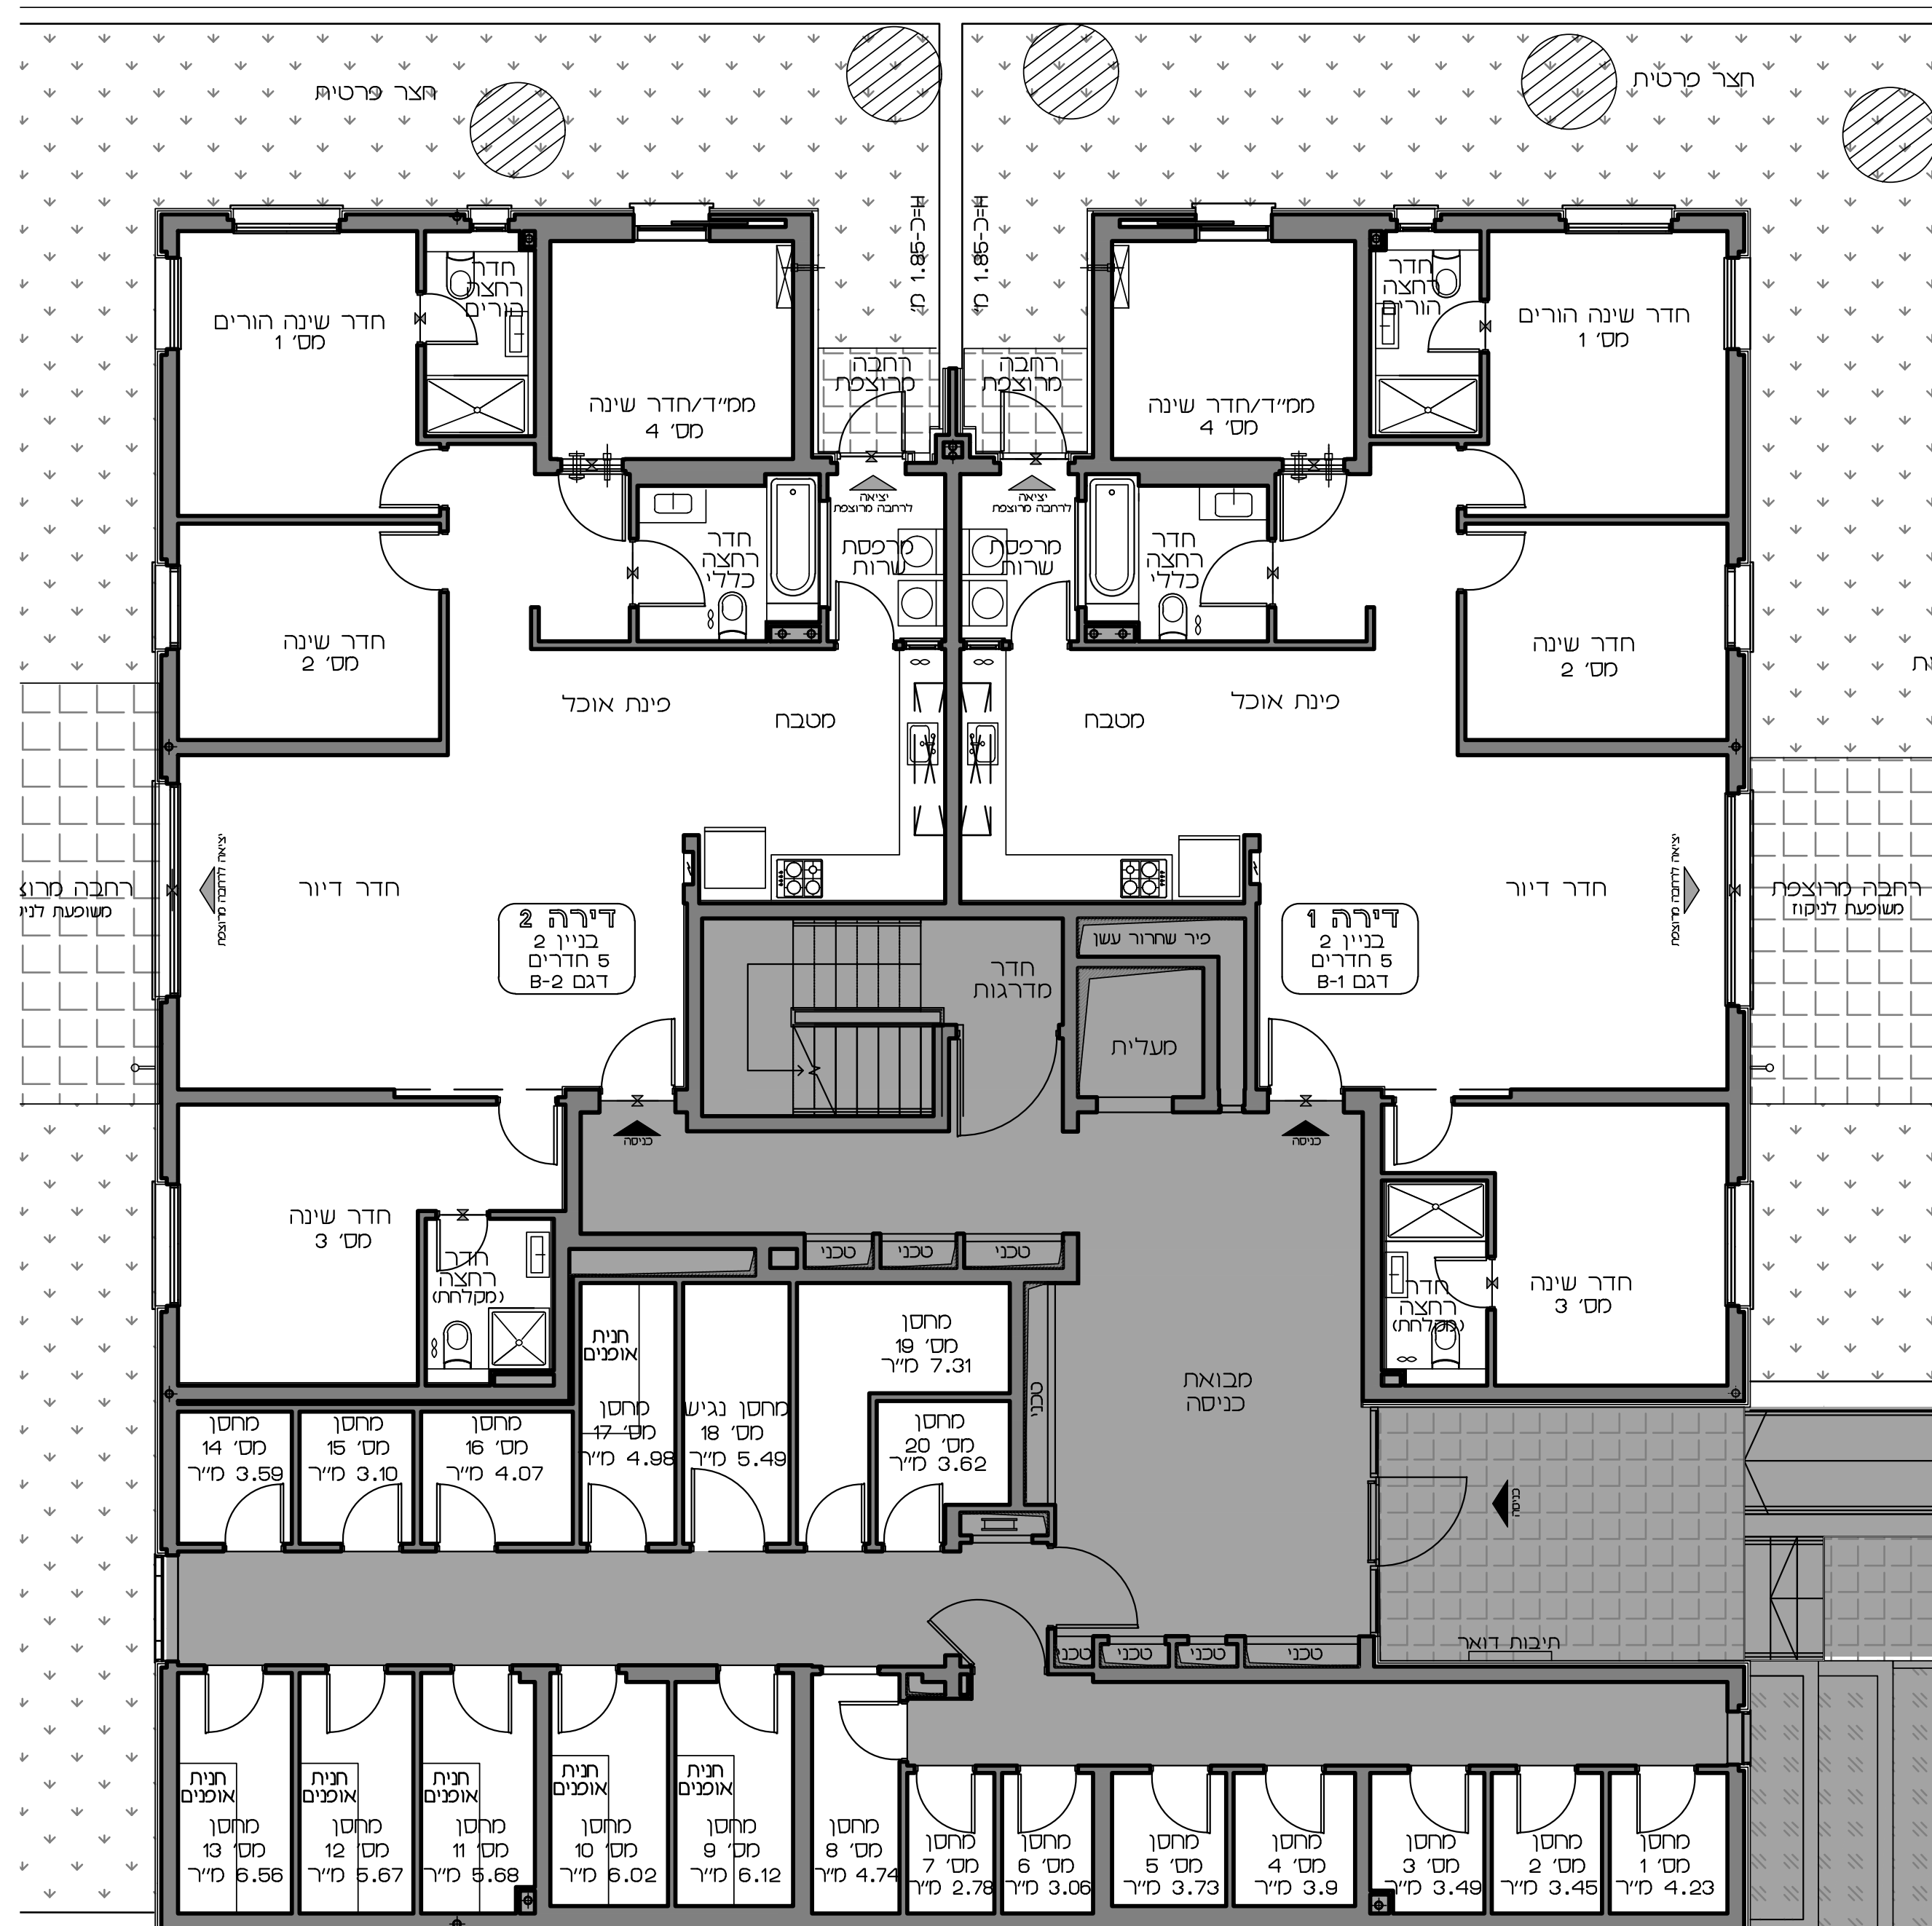 חצר פרטית
חצר פרטית
H=כ-1.85 מ'
H=כ-1.85 מ'
חדר שינה הורים
מס' 1
חדר
רחצה
הורים
ממ"ד/חדר שינה
מס' 4
רחבה
מרוצפת
רחבה
מרוצפת
ממ"ד/חדר שינה
מס' 4
חדר
רחצה
הורים
חדר שינה הורים
מס' 1
יציאה
לרחבה מרוצפת
יציאה
לרחבה מרוצפת
חדר
רחצה
כללי
מרפסת
שרות
מרפסת
שרות
חדר
רחצה
כללי
חדר שינה
מס' 2
חדר שינה
מס' 2
פינת אוכל
מטבח
מטבח
פינת אוכל
יציאה לרחבה מרוצפת
יציאה לרחבה מרוצפת
רחבה
משופעת
חדר דיור
חדר דיור
רחבה מרוצפת
משופעת לניקוז
דירה 2
בניין 2
5 חדרים
דגם B-2
דירה 1
בניין 2
5 חדרים
דגם B-1
חדר
מדרגות
פיר שחרור עשן
מעלית
כניסה
כניסה
חדר שינה
מס' 3
חדר
רחצה
(מקלחת)
טכני
טכני
טכני
חדר
רחצה
(מקלחת)
חדר שינה
מס' 3
חנית
אופנים
מחסן
מס' 17
4.98 מ"ר
מחסן נגיש
מס' 18
5.49 מ"ר
מחסן
מס' 19
7.31 מ"ר
מחסן
מס' 20
3.62 מ"ר
טכני
מבואת
כניסה
מחסן
מס' 14
3.59 מ"ר
מחסן
מס' 15
3.10 מ"ר
מחסן
מס' 16
4.07 מ"ר
כניסה
תיבות דואר
טכני
טכני
טכני
טכני
חנית
אופנים
מחסן
מס' 13
6.56 מ"ר
חנית
אופנים
מחסן
מס' 12
5.67 מ"ר
חנית
אופנים
מחסן
מס' 11
5.68 מ"ר
חנית
אופנים
מחסן
מס' 10
6.02 מ"ר
חנית
אופנים
מחסן
מס' 9
6.12 מ"ר
מחסן
מס' 8
4.74 מ"ר
מחסן
מס' 7
2.78 מ"ר
מחסן
מס' 6
3.06 מ"ר
מחסן
מס' 5
3.73 מ"ר
מחסן
מס' 4
3.9 מ"ר
מחסן
מס' 3
3.49 מ"ר
מחסן
מס' 2
3.45 מ"ר
מחסן
מס' 1
4.23 מ"ר